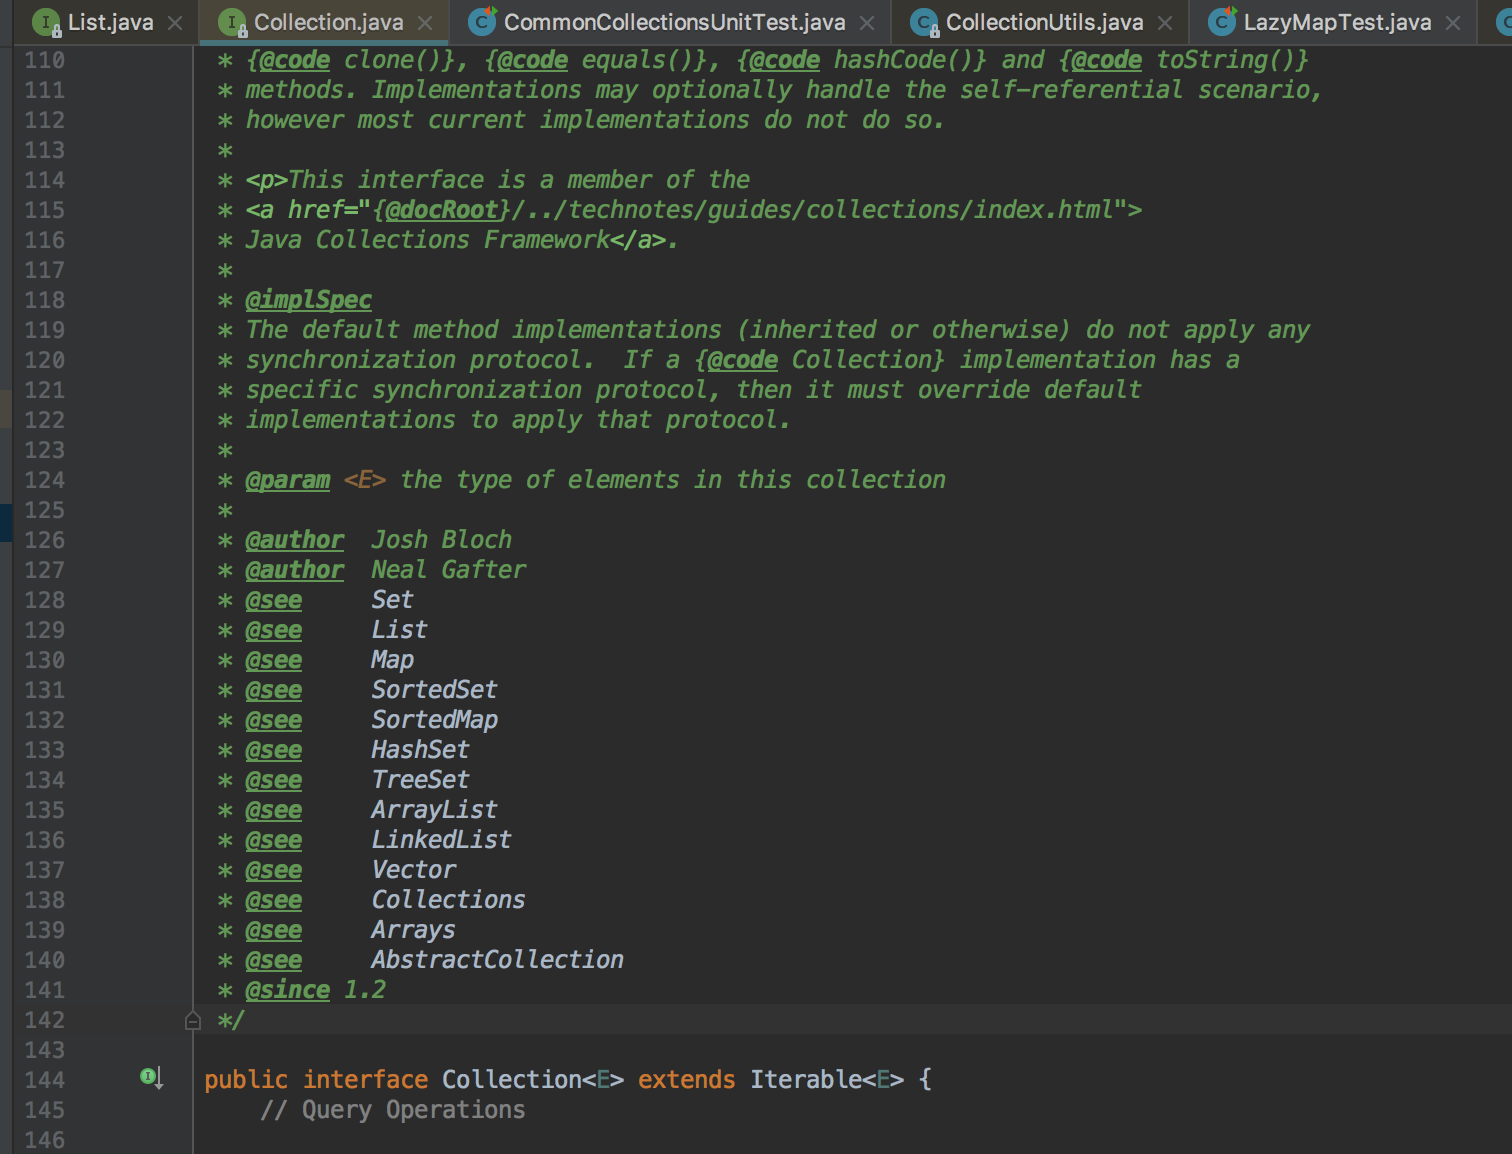 List.java Collection.java CommonCollectionsUnitTest.java CollectionUtils.java LazyMapTest.java
110 * {@code clone()}, {@code equals()}, {@code hashCode()} and {@code toString()}
111 * methods. Implementations may optionally handle the self-referential scenario,
112 * however most current implementations do not do so.
113 *
114 * <p>This interface is a member of the
115 * <a href="{@docRoot}/../technotes/guides/collections/index.html">
116 * Java Collections Framework</a>.
117 *
118 * @implSpec
119 * The default method implementations (inherited or otherwise) do not apply any
120 * synchronization protocol.  If a {@code Collection} implementation has a
121 * specific synchronization protocol, then it must override default
122 * implementations to apply that protocol.
123 *
124 * @param <E> the type of elements in this collection
125 *
126 * @author  Josh Bloch
127 * @author  Neal Gafter
128 * @see     Set
129 * @see     List
130 * @see     Map
131 * @see     SortedSet
132 * @see     SortedMap
133 * @see     HashSet
134 * @see     TreeSet
135 * @see     ArrayList
136 * @see     LinkedList
137 * @see     Vector
138 * @see     Collections
139 * @see     Arrays
140 * @see     AbstractCollection
141 * @since 1.2
142 */
143
144 public interface Collection<E> extends Iterable<E> {
145     // Query Operations
146